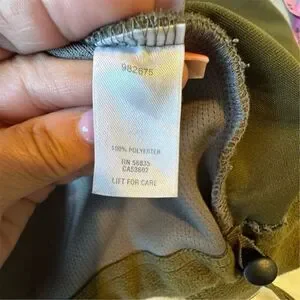 982675
100% POLYESTER
RN 56835
CA53602
LIFT FOR CARE